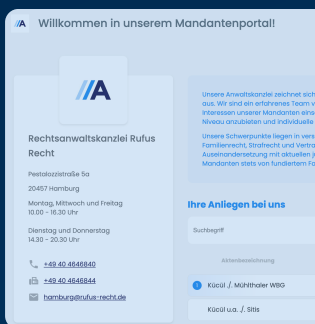 //A Willkommen in unserem Mandantenportal!
//A
Rechtsanwaltskanzlei Rufus
Recht
Pestalozzistraße 5a
20457 Hamburg
Montag, Mittwoch und Freitag
10.00 - 16.30 Uhr
Dienstag und Donnerstag
14.30 - 20.30 Uhr
+49 40 4646840
+49 40 4646844
hamburg@rufus-recht.de
Unsere Anwaltskanzlei zeichnet sich
aus. Wir sind ein erfahrenes Team
Interessen unserer Mandanten eins
Niveau anzubieten und individuelle
Unsere Schwerpunkte liegen in vers
Familienrecht, Strafrecht und Vertra
Auseinandersetzung mit aktuellen
Mandanten stets von fundiertem Fa
Ihre Anliegen bei uns
Suchbegriff
Aktenbezeichnung
Kücül ./. Mühlthaler WBG
Kücül u.a. ./. Sitis